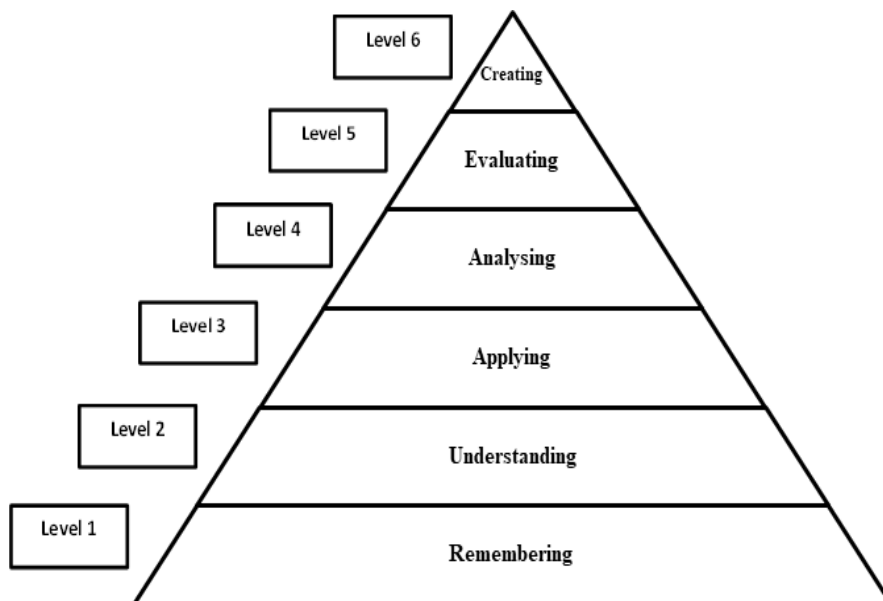 Level 6
Creating
Level 5
Evaluating
Level 4
Analysing
Level 3
Applying
Level 2
Understanding
Level 1
Remembering